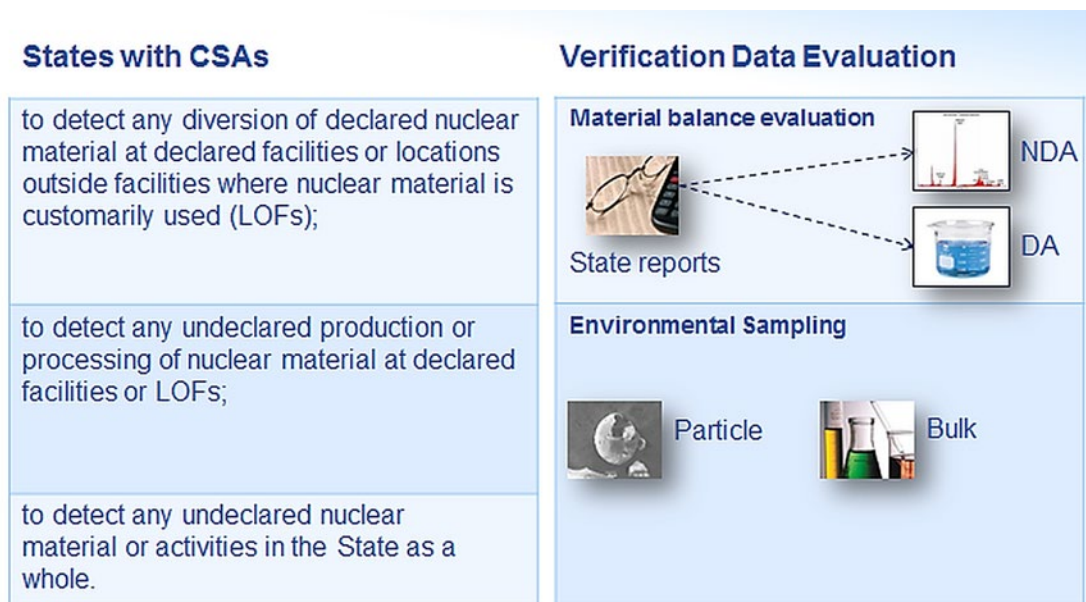 States with CSAs
Verification Data Evaluation
to detect any diversion of declared nuclear
material at declared facilities or locations
outside facilities where nuclear material is
customarily used (LOFs);
Material balance evaluation
NDA
State reports
DA
to detect any undeclared production or
processing of nuclear material at declared
facilities or LOFs;
Environmental Sampling
Particle
Bulk
to detect any undeclared nuclear
material or activities in the State as a
whole.